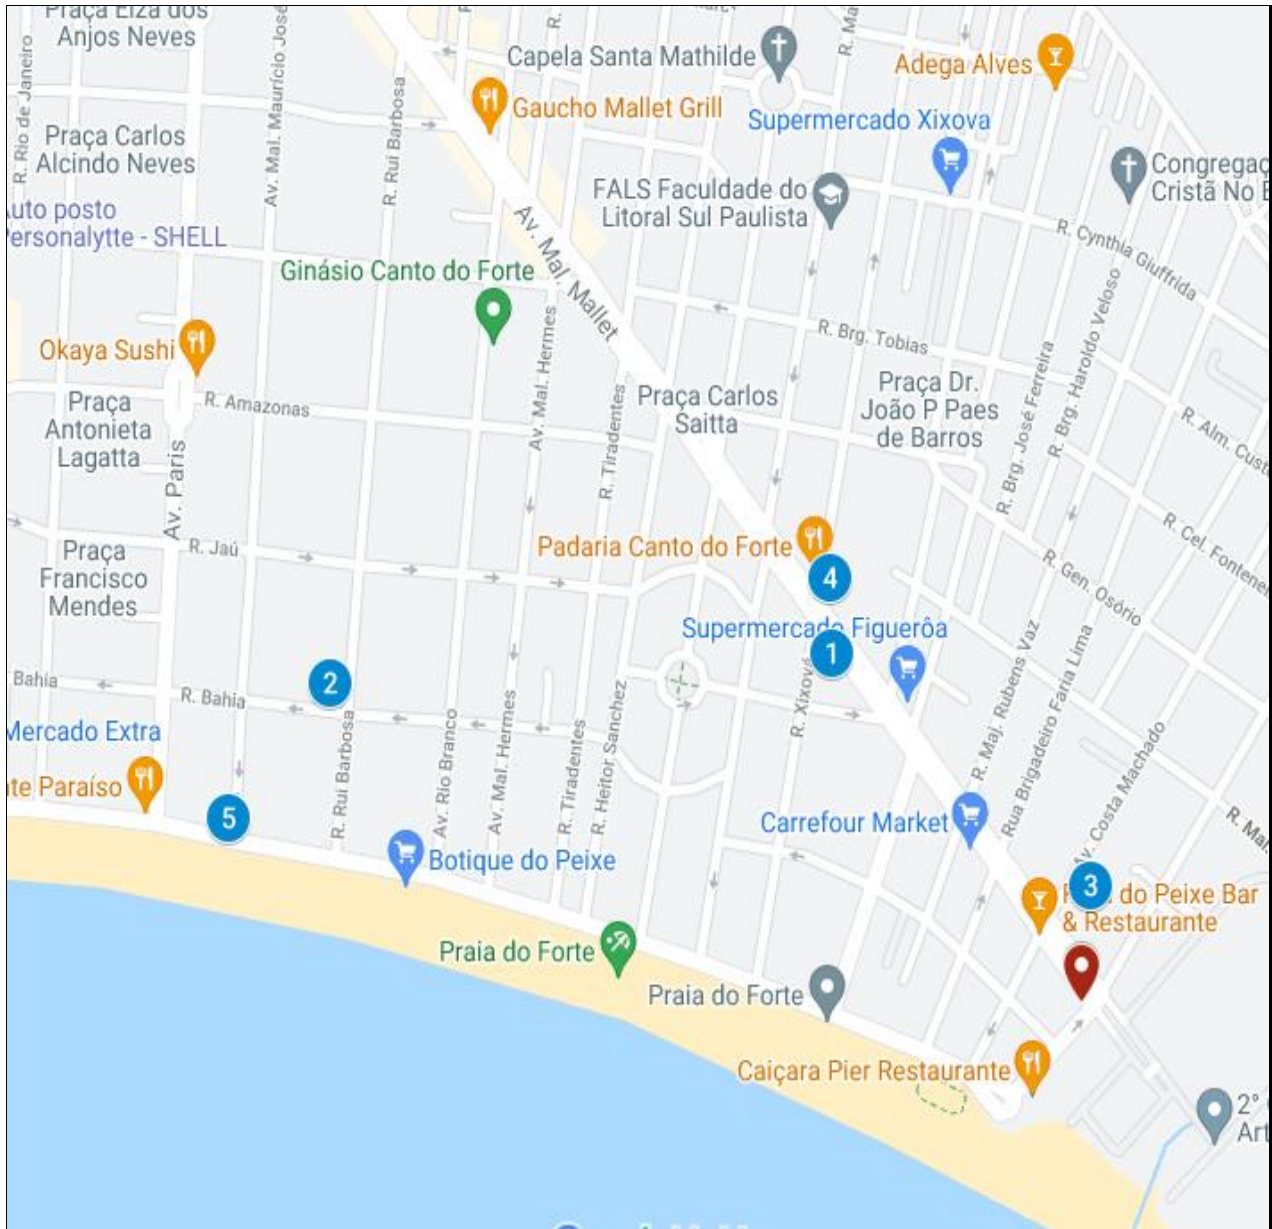 Praça Elza dos
Anjos Neves
R. Rio de Janeiro
Av. Mal. Maurício José
R. Rui Barbosa
Capela Santa Mathilde
R. Ma
Adega Alves
Gaucho Mallet Grill
Supermercado Xixova
Praça Carlos
Alcindo Neves
Congregaç
Cristã No B
FALS Faculdade do
Litoral Sul Paulista
Auto posto
Personalytte - SHELL
Av. Mal. Mallet
R. Cynthia Giuffrida
Ginásio Canto do Forte
R. Brg. Tobias
Okaya Sushi
Av. Mal. Hermes
R. Brg. José Ferreira
R. Brg. Haroldo Veloso
Praça
Antonieta
Lagatta
R. Amazonas
R. Tiradentes
Praça Carlos
Saitta
Praça Dr.
João P Paes
de Barros
R. Alm. Cust
Av. Paris
R. Jaú
Padaria Canto do Forte
4
R. Gen. Osório
R. Cel. Fontene
Praça
Francisco
Mendes
Supermercado Figuerôa
1
2
Bahia
R. Bahia
R. Xixová
R. Maj. Rubens Vaz
Rua Brigadeiro Faria Lima
Mercado Extra
R. Rui Barbosa
Av. Rio Branco
Av. Mal. Hermes
R. Tiradentes
R. Heitor Sanchez
Av. Costa Machado
te Paraíso
5
Carrefour Market
R. Mal
Botique do Peixe
3
do Peixe Bar
& Restaurante
Praia do Forte
Praia do Forte
Caiçara Pier Restaurante
2°
Art